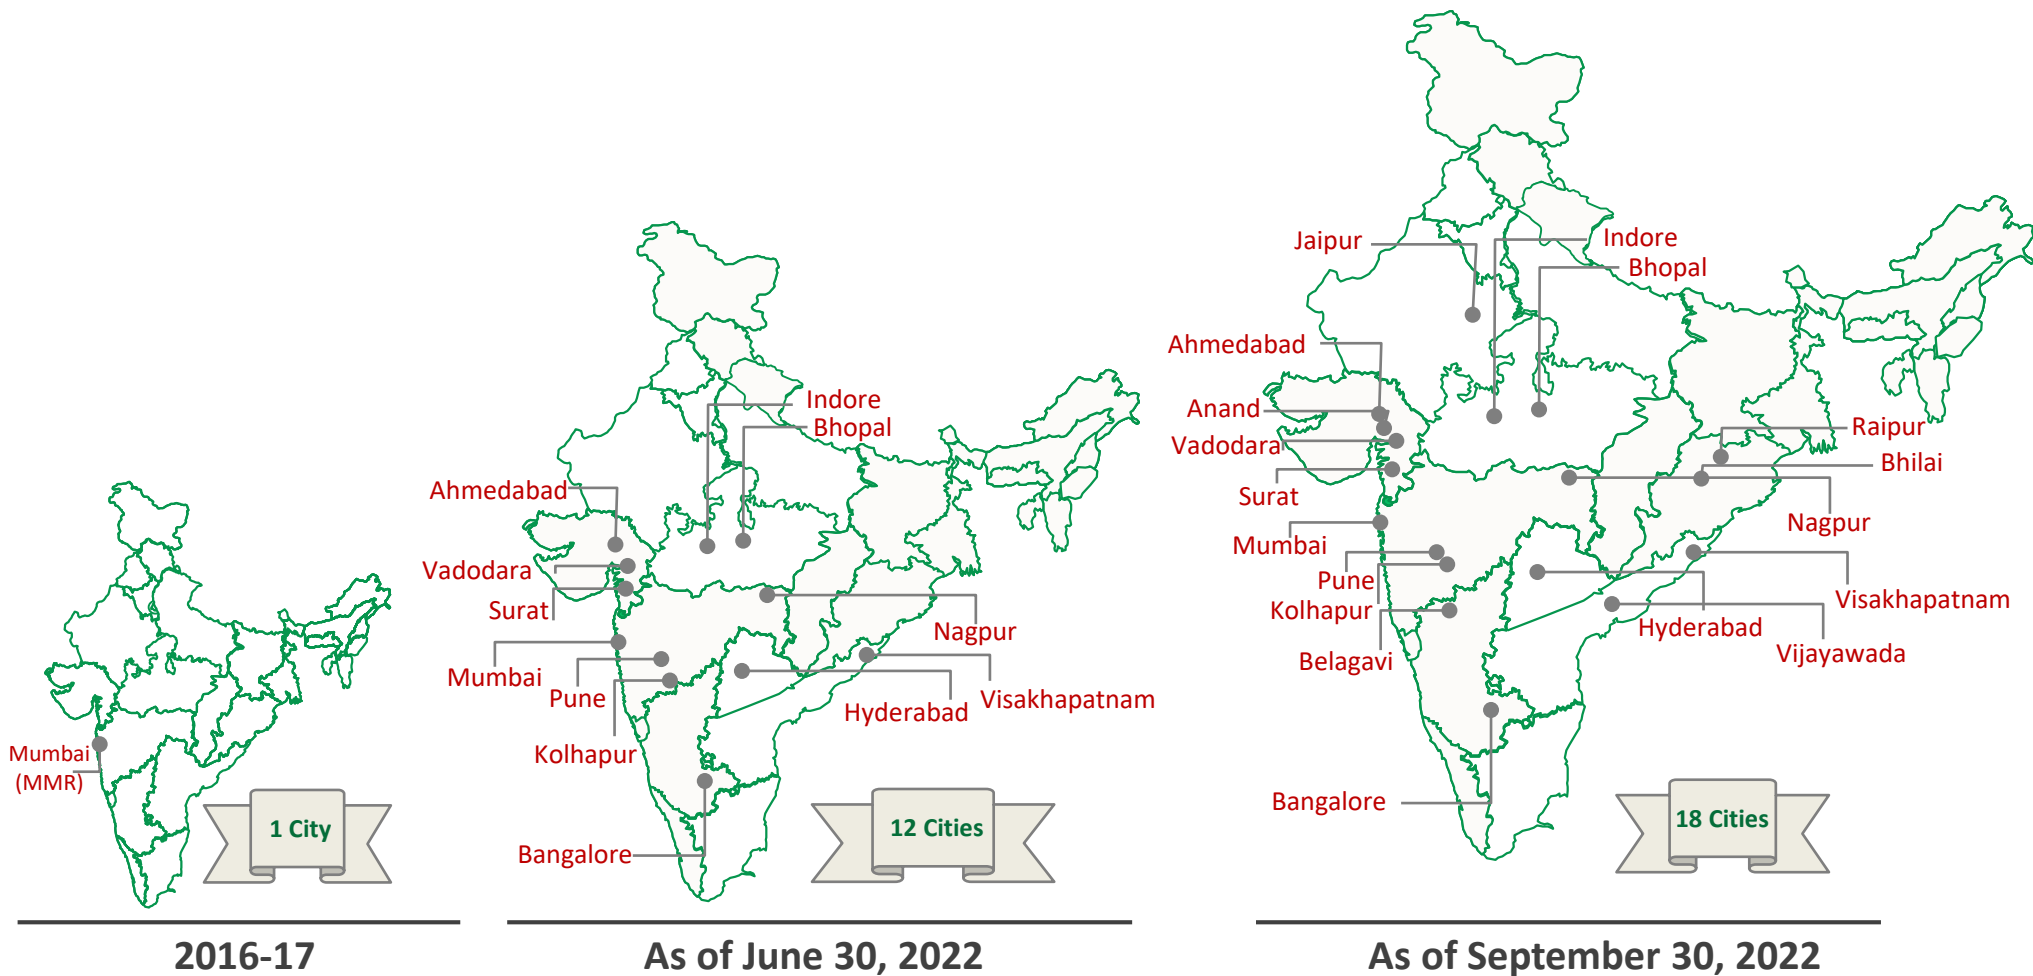 Mumbai
(MMR)
1 City
2016-17
Indore
Bhopal
Ahmedabad
Vadodara
Surat
Nagpur
Mumbai
Pune
Visakhapatnam
Hyderabad
Kolhapur
Bangalore
12 Cities
As of June 30, 2022
Jaipur
Indore
Bhopal
Ahmedabad
Anand
Vadodara
Raipur
Bhilai
Surat
Nagpur
Mumbai
Pune
Kolhapur
Visakhapatnam
Hyderabad
Belagavi
Vijayawada
Bangalore
18 Cities
As of September 30, 2022